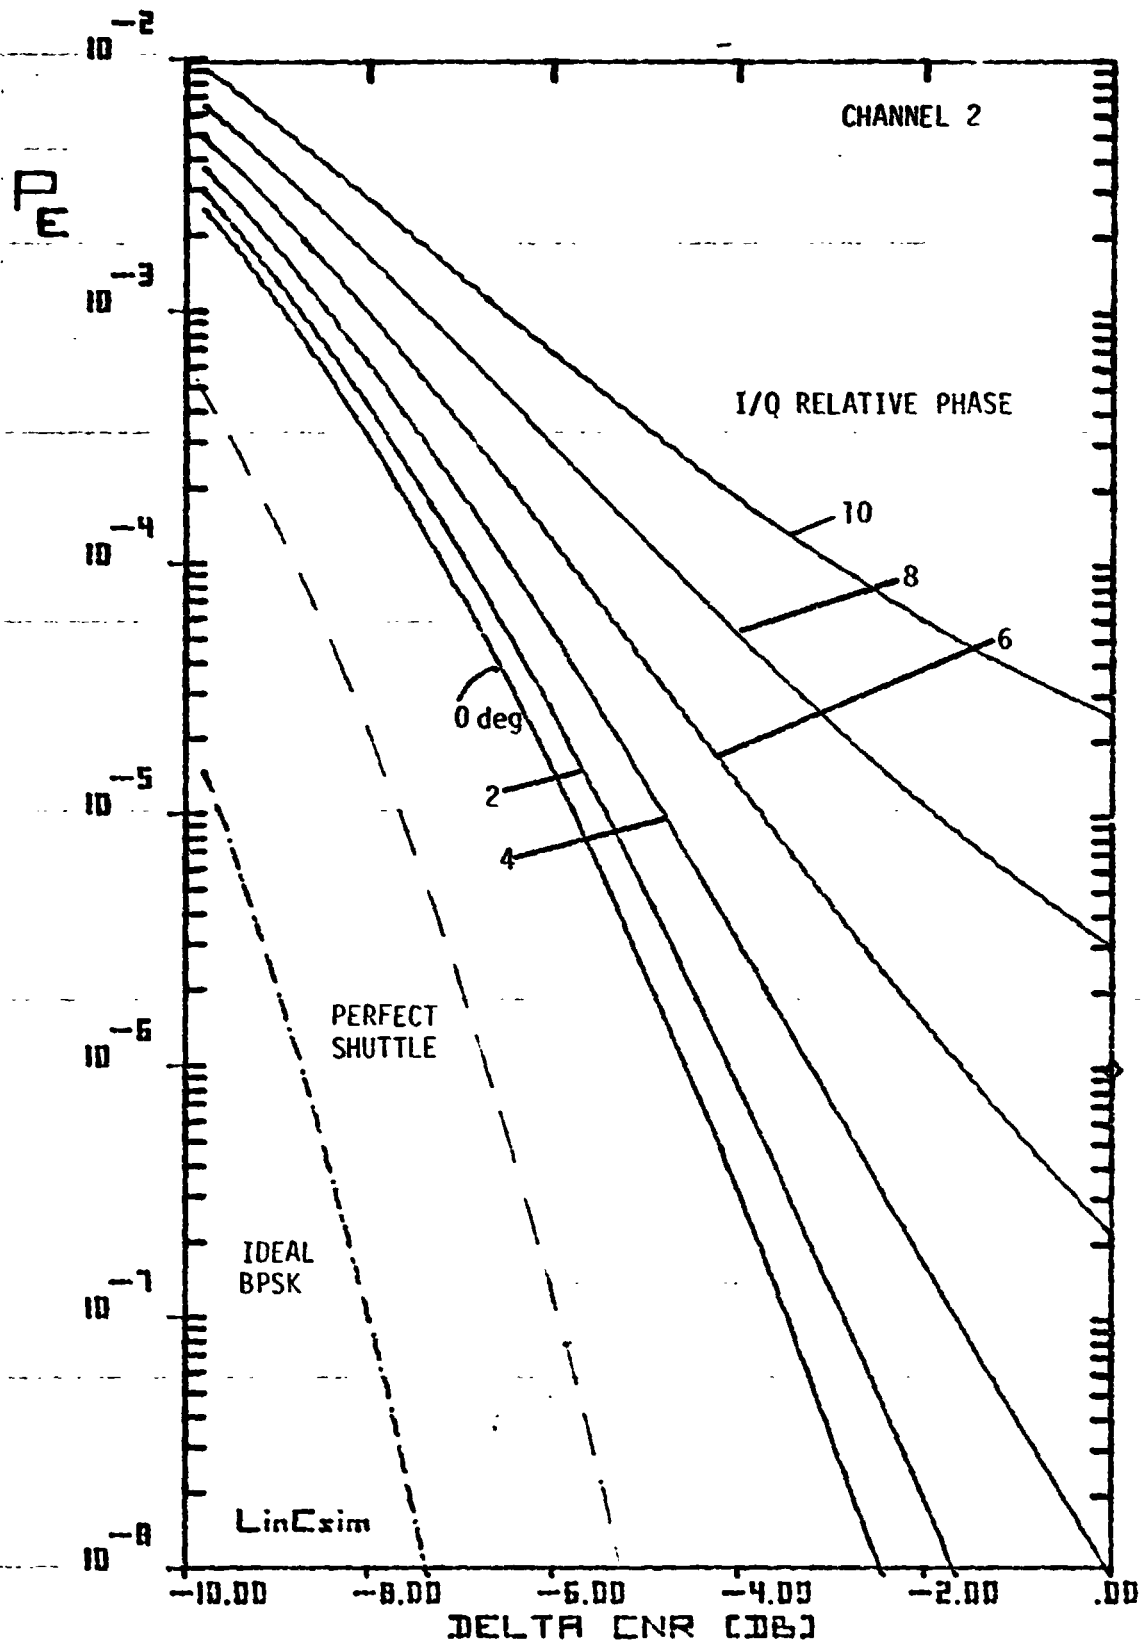 10^-2
CHANNEL 2
PE
10^-3
I/Q RELATIVE PHASE
10
10^-4
8
6
0 deg
10^-5
2
4
PERFECT
SHUTTLE
10^-6
IDEAL
BPSK
10^-7
LinCsim
10^-8
-10.00 -8.00 -6.00 -4.00 -2.00 .00
DELTA CNR [DB]